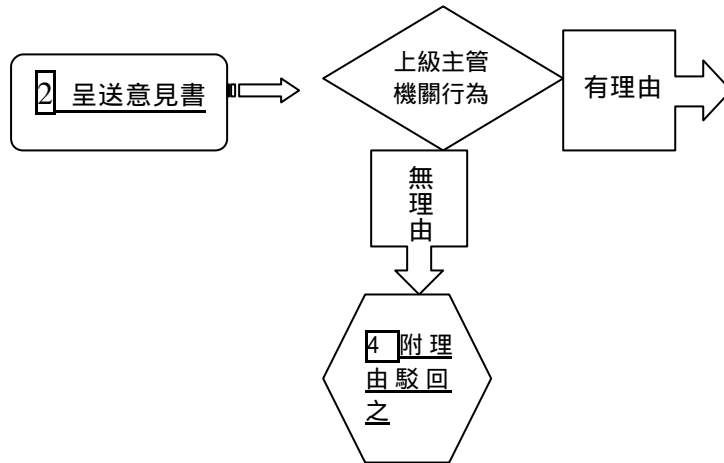 2 呈送意見書
上級主管
機關行為
有理由
無理由
4 附理
由駁回
之